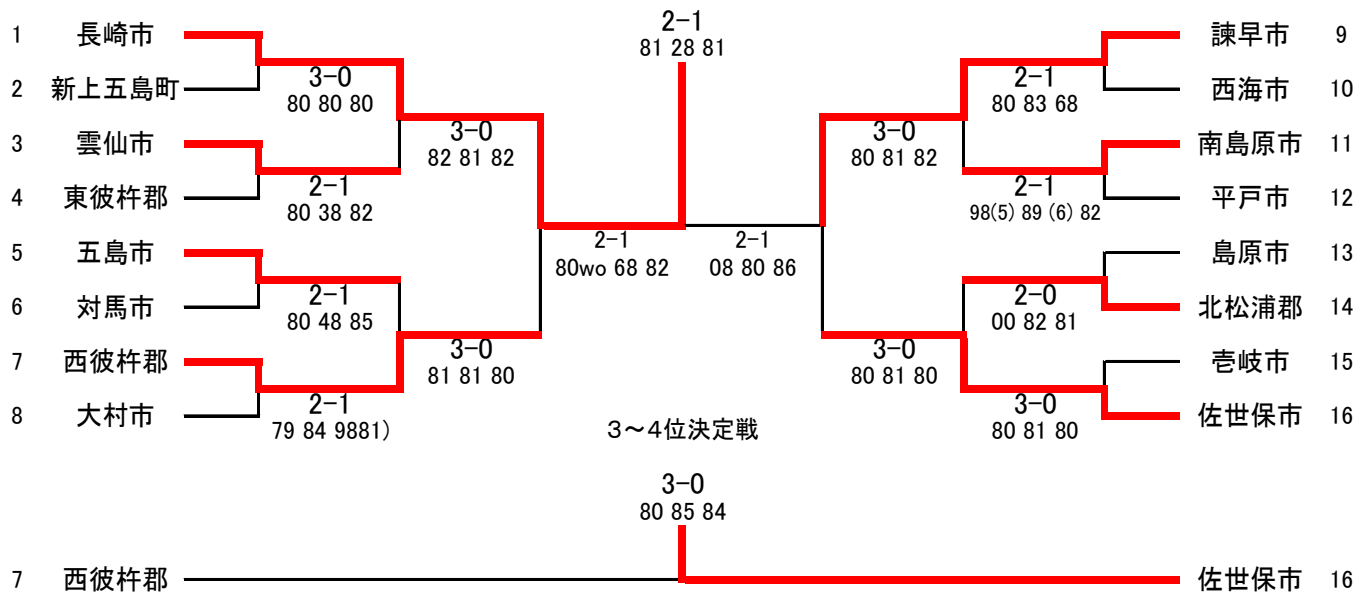 1 長崎市
2 新上五島町
3 雲仙市
4 東彼杵郡
5 五島市
6 対馬市
7 西彼杵郡
8 大村市
3-0
80 80 80
2-1
80 38 82
2-1
80 48 85
2-1
79 84 9881)
3-0
82 81 82
3-0
81 81 80
2-1
80wo 68 82
2-1
81 28 81
2-1
08 80 86
3-0
80 81 82
3-0
80 81 80
2-1
80 83 68
2-1
98(5) 89 (6) 82
2-0
00 82 81
3-0
80 81 80
諫早市 9
西海市 10
南島原市 11
平戸市 12
島原市 13
北松浦郡 14
壱岐市 15
佐世保市 16
3～4位決定戦
3-0
80 85 84
7 西彼杵郡
佐世保市 16